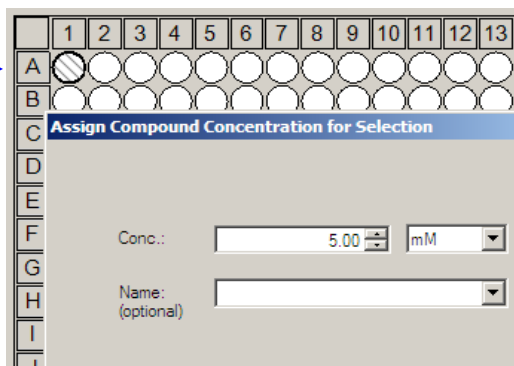 1 2 3 4 5 6 7 8 9 10 11 12 13
A
B
C
Assign Compound Concentration for Selection
D
E
F
Conc.: 5.00 mM
G
H
Name:
(optional)
I